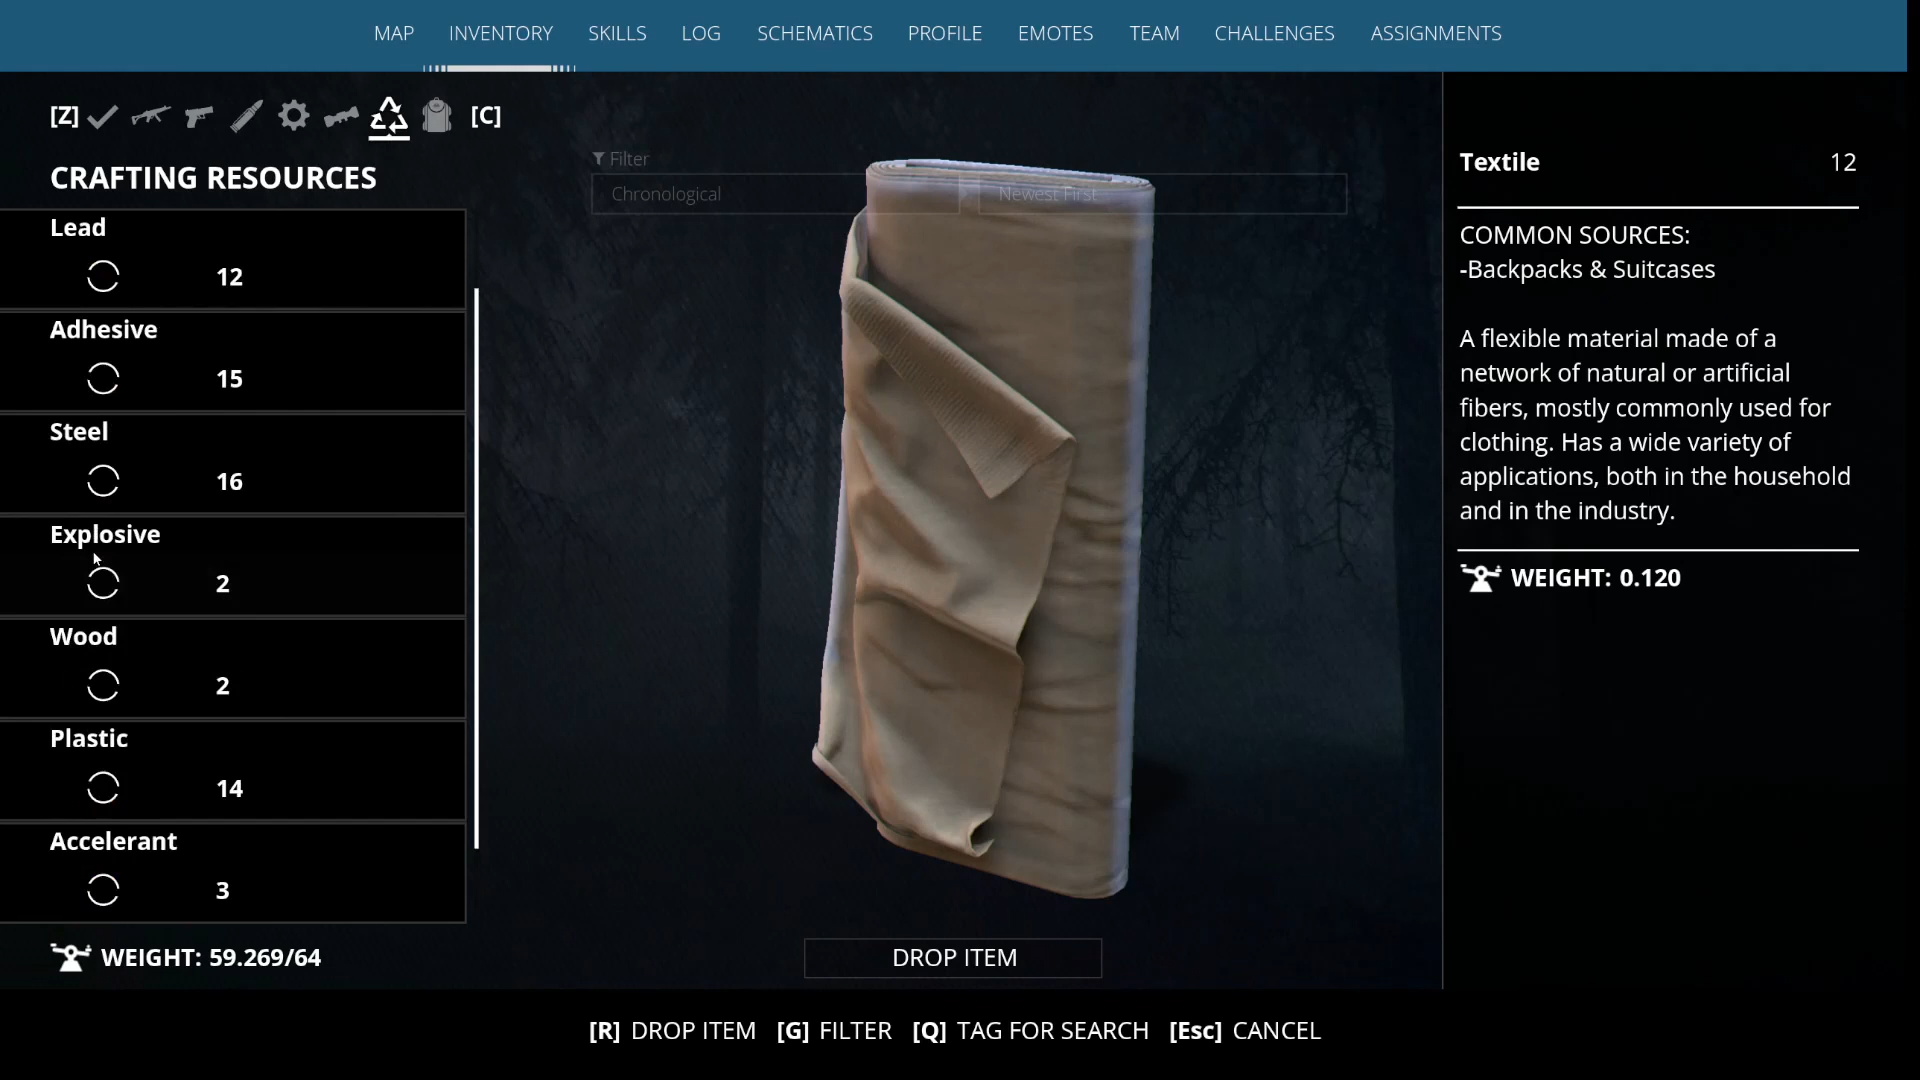 MAP INVENTORY SKILLS LOG SCHEMATICS PROFILE EMOTES TEAM CHALLENGES ASSIGNMENTS
[Z] [C]
CRAFTING RESOURCES
Lead
12
Adhesive
15
Steel
16
Explosive
2
Wood
2
Plastic
14
Accelerant
3
WEIGHT: 59.269/64
Filter
Chronological Newest First
DROP ITEM
Textile 12
COMMON SOURCES:
-Backpacks & Suitcases
A flexible material made of a
network of natural or artificial
fibers, mostly commonly used for
clothing. Has a wide variety of
applications, both in the household
and in the industry.
WEIGHT: 0.120
[R] DROP ITEM [G] FILTER [Q] TAG FOR SEARCH [Esc] CANCEL